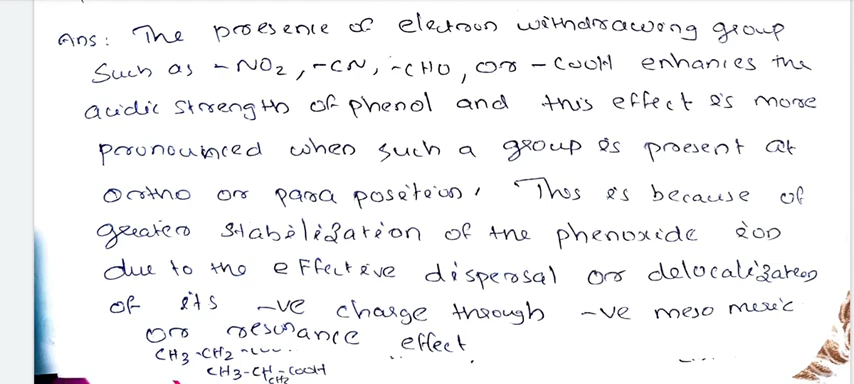 Ans: The presence of electron withdrawing group
Such as -NO2, -CN, -CHO, Or -COOH enhances the
acidic strength of phenol and this effect is more
pronounced when such a group is present at
Ortho or para position. This is because of
greater stabilization of the phenoxide ion
due to the effective dispersal or delocalization
of its -ve charge through -ve mesomeric
or resonance effect
CH3-CH2-
CH3-CH-COOH
CH2